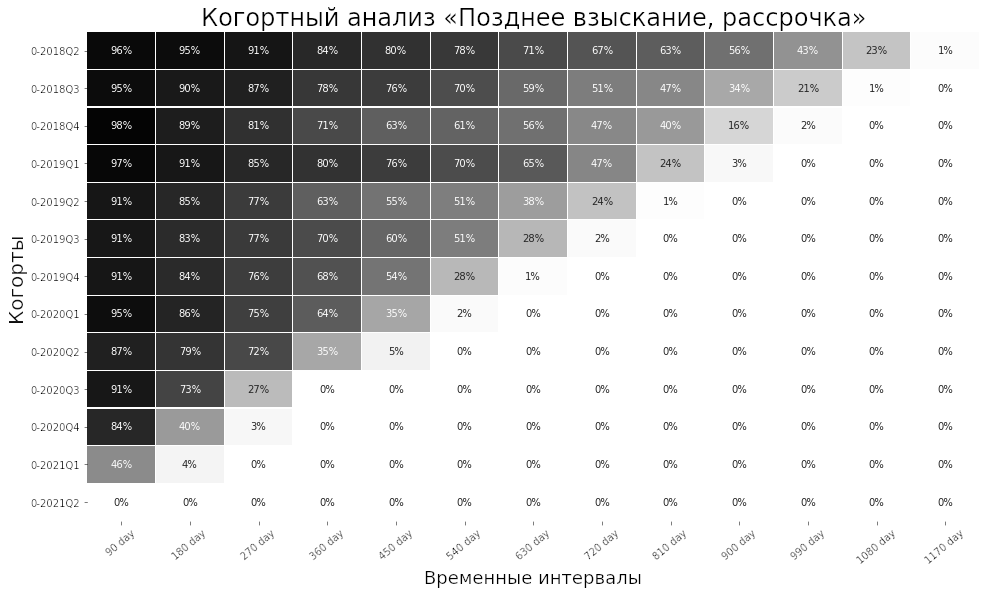 Когортный анализ «Позднее взыскание, рассрочка»
Когорты
0-2018Q2 96% 95% 91% 84% 80% 78% 71% 67% 63% 56% 43% 23% 1%
0-2018Q3 95% 90% 87% 78% 76% 70% 59% 51% 47% 34% 21% 1% 0%
0-2018Q4 98% 89% 81% 71% 63% 61% 56% 47% 40% 16% 2% 0% 0%
0-2019Q1 97% 91% 85% 80% 76% 70% 65% 47% 24% 3% 0% 0% 0%
0-2019Q2 91% 85% 77% 63% 55% 51% 38% 24% 1% 0% 0% 0% 0%
0-2019Q3 91% 83% 77% 70% 60% 51% 28% 2% 0% 0% 0% 0% 0%
0-2019Q4 91% 84% 76% 68% 54% 28% 1% 0% 0% 0% 0% 0% 0%
0-2020Q1 95% 86% 75% 64% 35% 2% 0% 0% 0% 0% 0% 0% 0%
0-2020Q2 87% 79% 72% 35% 5% 0% 0% 0% 0% 0% 0% 0% 0%
0-2020Q3 91% 73% 27% 0% 0% 0% 0% 0% 0% 0% 0% 0% 0%
0-2020Q4 84% 40% 3% 0% 0% 0% 0% 0% 0% 0% 0% 0% 0%
0-2021Q1 46% 4% 0% 0% 0% 0% 0% 0% 0% 0% 0% 0% 0%
0-2021Q2 0% 0% 0% 0% 0% 0% 0% 0% 0% 0% 0% 0% 0%
90 day 180 day 270 day 360 day 450 day 540 day 630 day 720 day 810 day 900 day 990 day 1080 day 1170 day
Временные интервалы